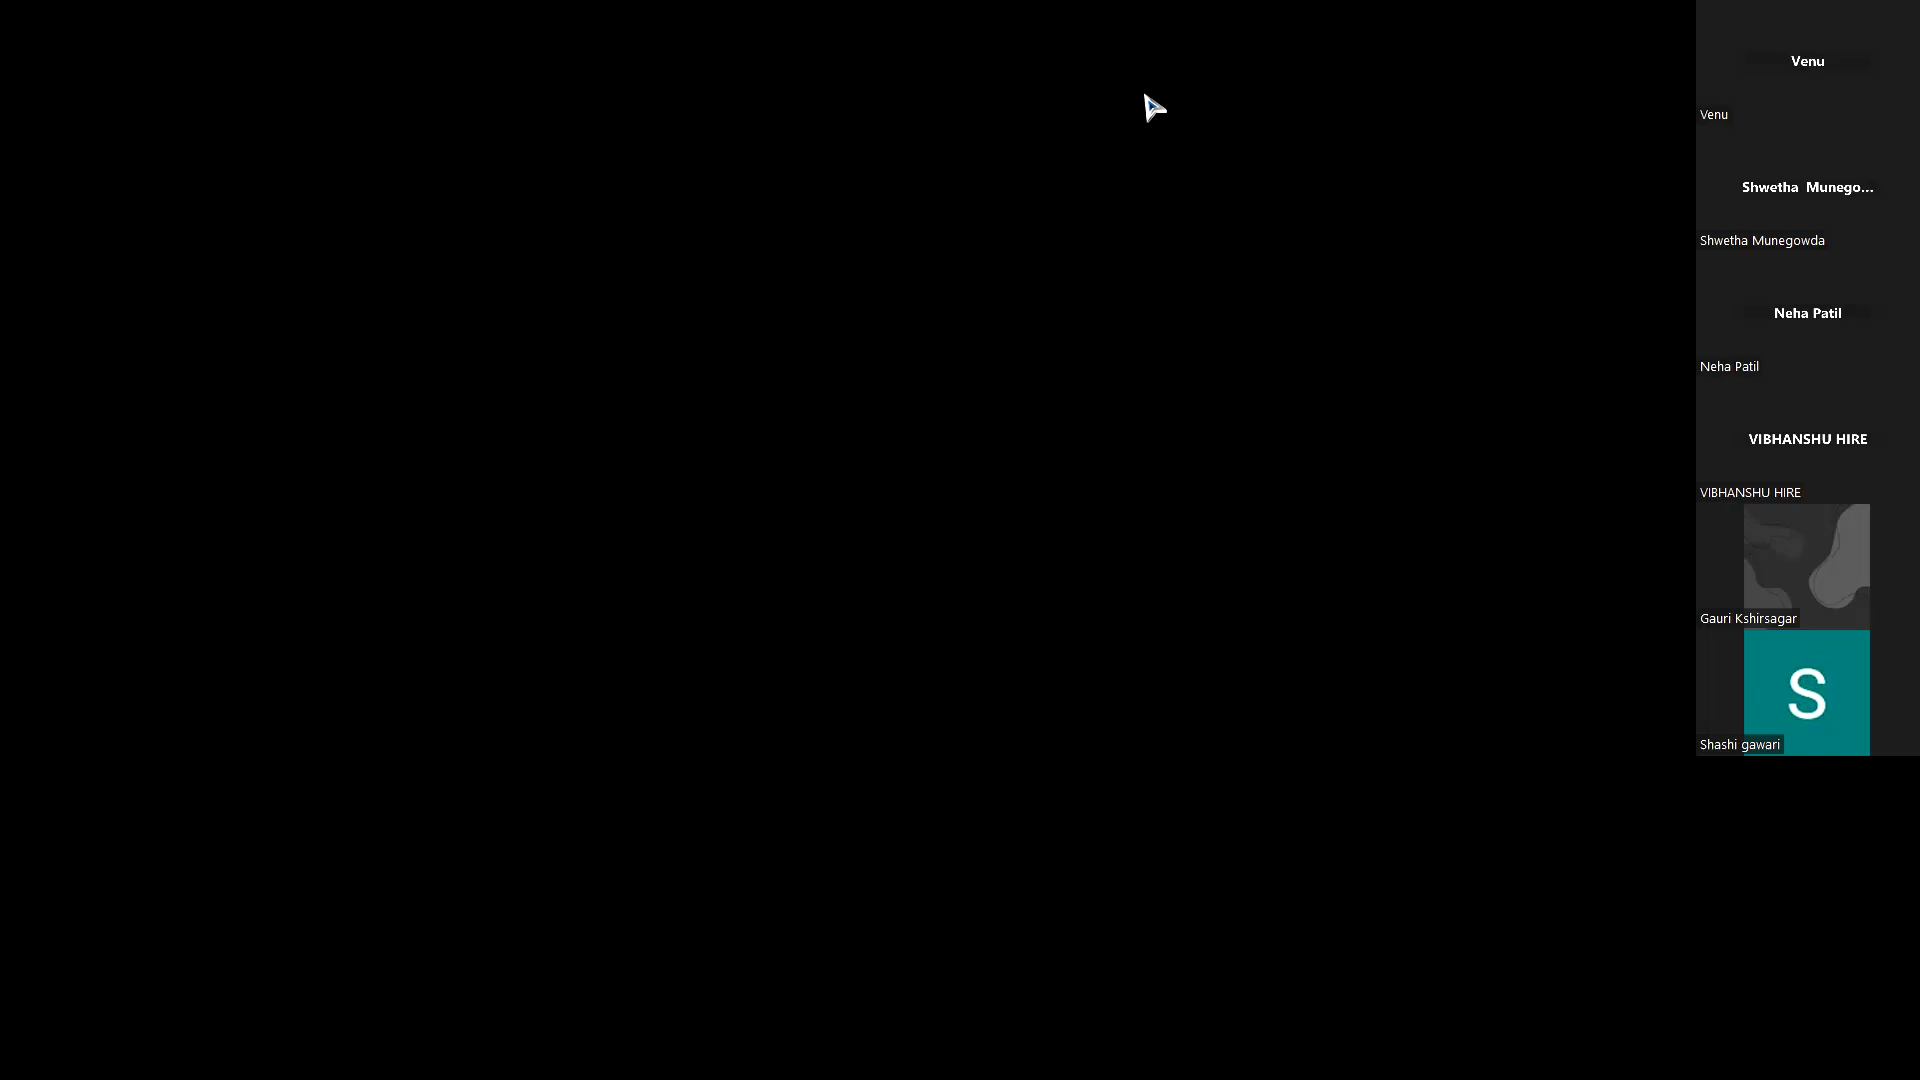 Venu
Venu
Shwetha Munego...
Shwetha Munegowda
Neha Patil
Neha Patil
VIBHANSHU HIRE
VIBHANSHU HIRE
Gauri Kshirsagar
S
Shashi gawari